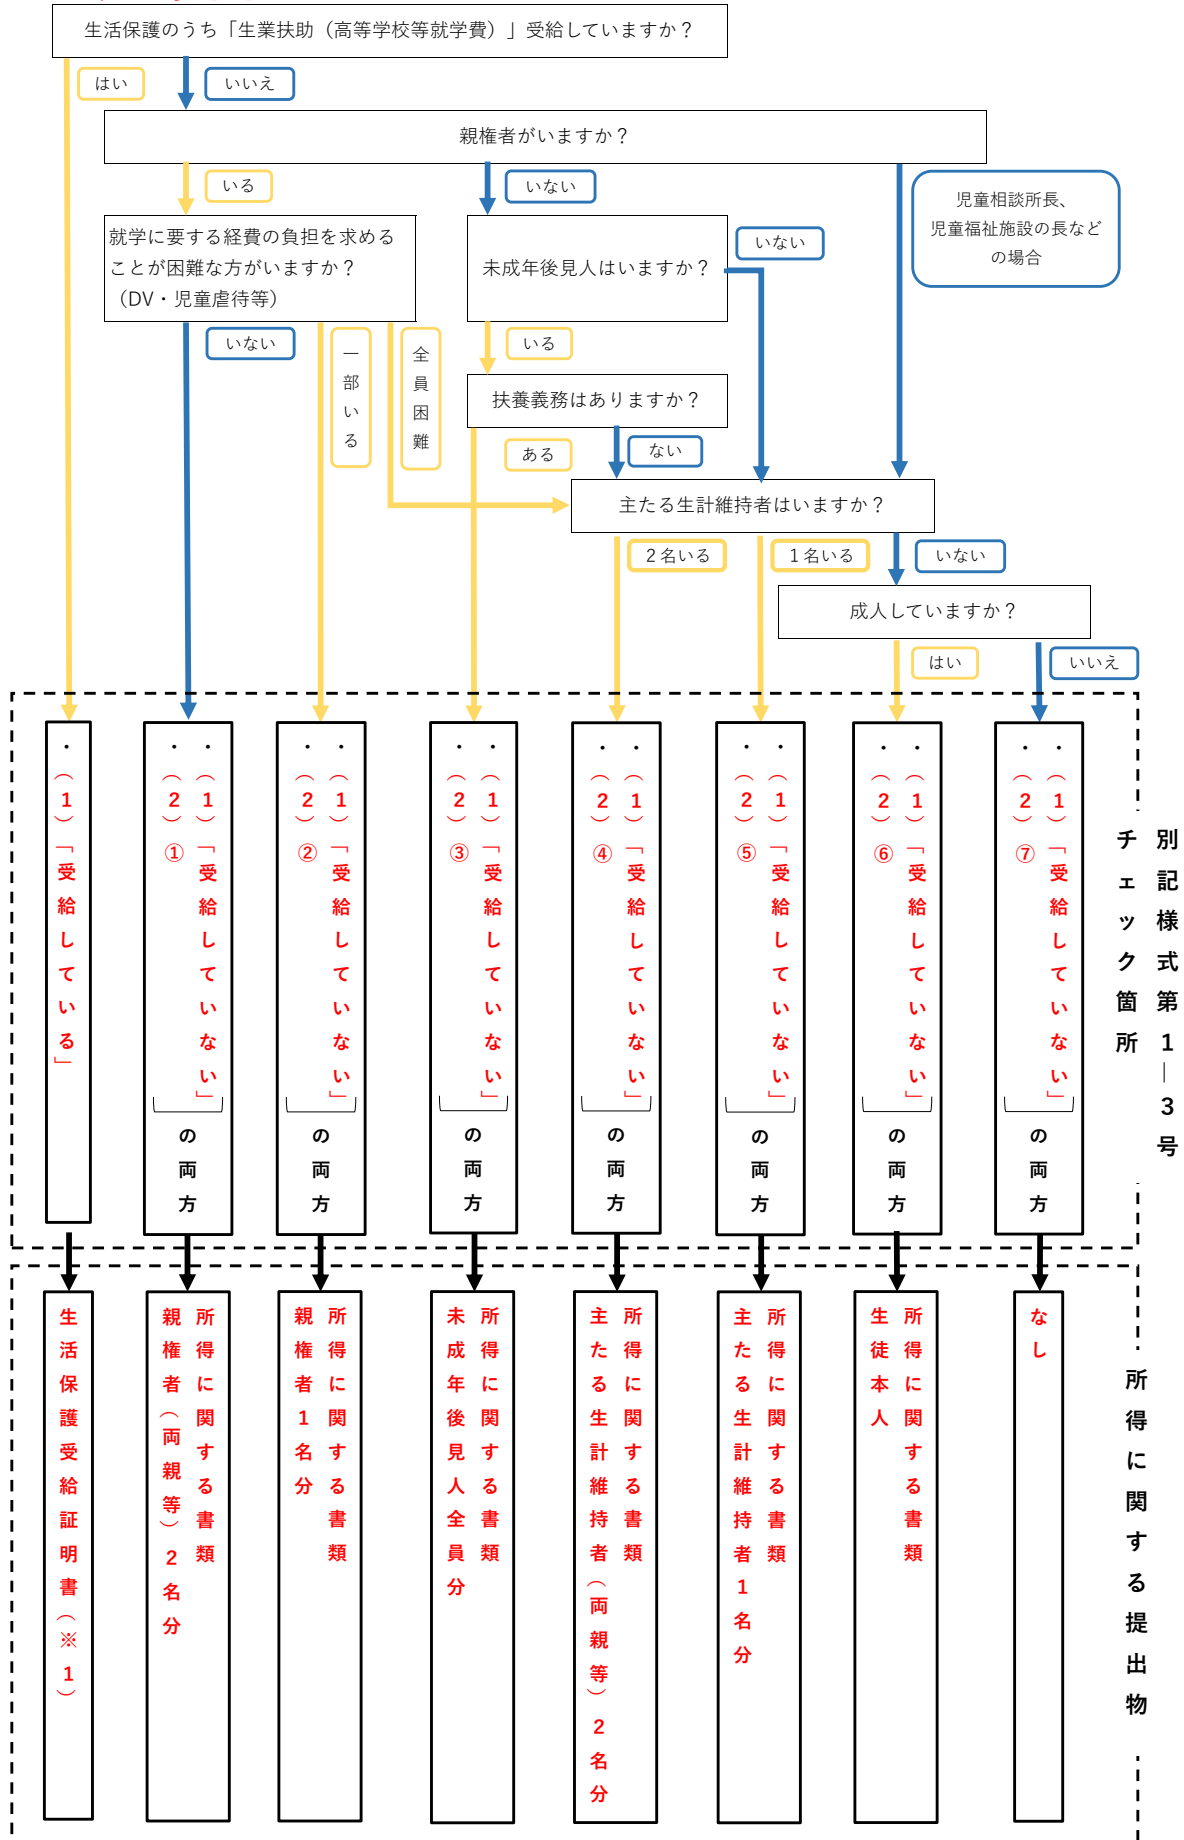 生活保護のうち「生業扶助（高等学校等就学費）」受給していますか？
はい
いいえ
親権者がいますか？
いる
いない
児童相談所長、
児童福祉施設の長など
の場合
就学に要する経費の負担を求める
ことが困難な方がいますか？
（DV・児童虐待等）
未成年後見人はいますか？
いない
いない
一部いる
全員困難
いる
扶養義務はありますか？
ある
ない
主たる生計維持者はいますか？
２名いる
１名いる
いない
成人していますか？
はい
いいえ
別記様式第１―３号
チェック箇所
・（１）「受給している」
・（１）「受給していない」
・（２）①
の両方
・（１）「受給していない」
・（２）②
の両方
・（１）「受給していない」
・（２）③
の両方
・（１）「受給していない」
・（２）④
の両方
・（１）「受給していない」
・（２）⑤
の両方
・（１）「受給していない」
・（２）⑥
の両方
・（１）「受給していない」
・（２）⑦
の両方
所得に関する提出物
生活保護受給証明書（※１）
所得に関する書類
親権者（両親等）２名分
所得に関する書類
親権者１名分
所得に関する書類
未成年後見人全員分
所得に関する書類
主たる生計維持者（両親等）２名分
所得に関する書類
主たる生計維持者１名分
所得に関する書類
生徒本人
なし